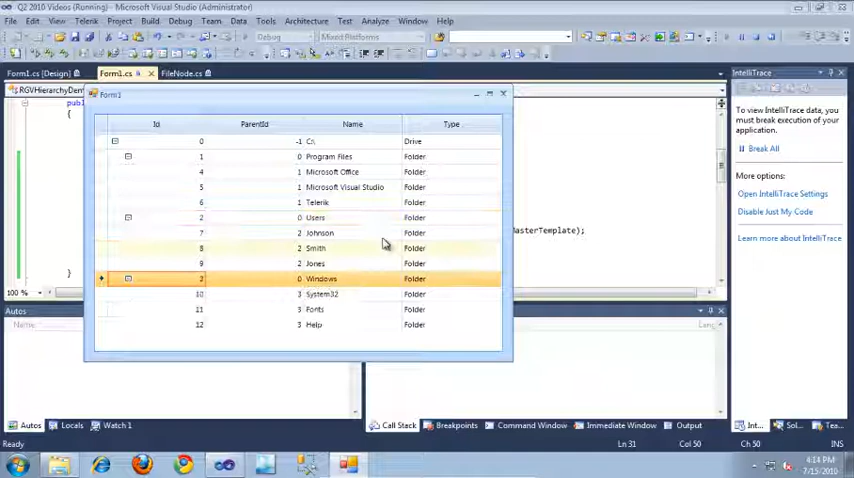 Q2 2010 Videos (Running) - Microsoft Visual Studio (Administrator)
File Edit View Telerik Project Build Debug Team Data Tools Architecture Test Analyze Window Help
Debug Mixed Platforms
Form1.cs [Design] Form1.cs FileNode.cs
RGVHierarchyDem
pub
{
Form1
Id ParentId Name Type
0 -1 C:\ Drive
1 0 Program Files Folder
4 1 Microsoft Office Folder
5 1 Microsoft Visual Studio Folder
6 1 Telerik Folder
2 0 Users Folder
7 2 Johnson Folder
8 2 Smith Folder
9 2 Jones Folder
3 0 Windows Folder
10 3 System32 Folder
11 3 Fonts Folder
12 3 Help Folder
asterTemplate);
}
100 %
IntelliTrace
To view IntelliTrace data, you
must break execution of your
application.
Break All
More options:
Open IntelliTrace Settings
Disable Just My Code
Learn more about IntelliTrace
Autos
Name
Lang
Autos Locals Watch 1
Call Stack Breakpoints Command Window Immediate Window Output
Int... Sol... Tea...
Ready Ln 31 Col 50 Ch 50 INS
4:14 PM
7/15/2010